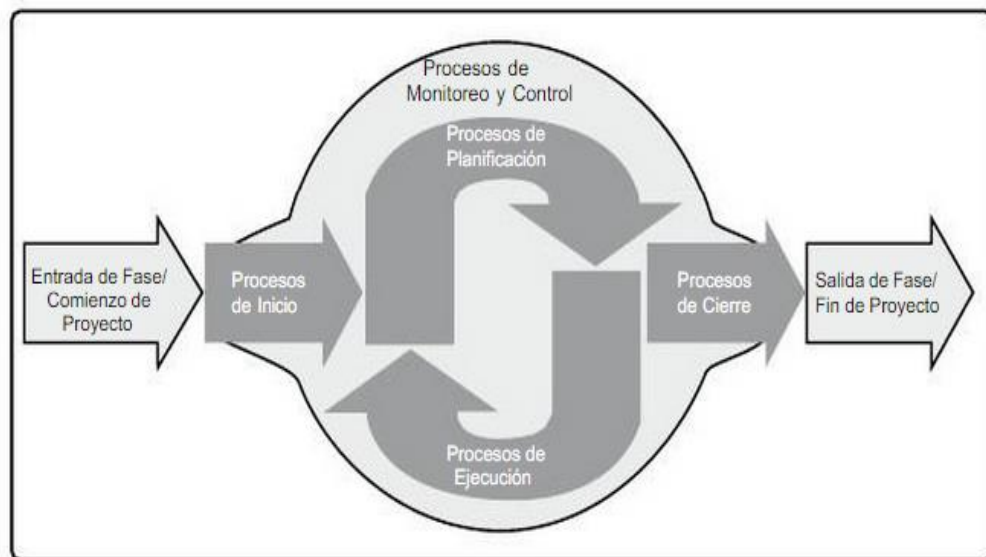 Procesos de
Monitoreo y Control
Procesos de
Planificación
Entrada de Fase/
Comienzo de
Proyecto
Procesos
de Inicio
Procesos
de Cierre
Salida de Fase/
Fin de Proyecto
Procesos de
Ejecución